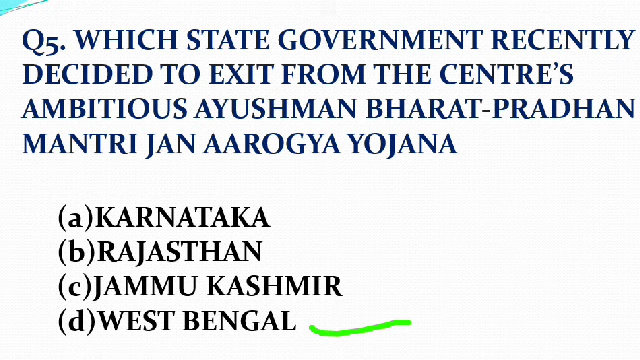 Q5. WHICH STATE GOVERNMENT RECENTLY
DECIDED TO EXIT FROM THE CENTRE'S
AMBITIOUS AYUSHMAN BHARAT-PRADHAN
MANTRI JAN AAROGYA YOJANA
(a)KARNATAKA
(b)RAJASTHAN
(c)JAMMU KASHMIR
(d)WEST BENGAL